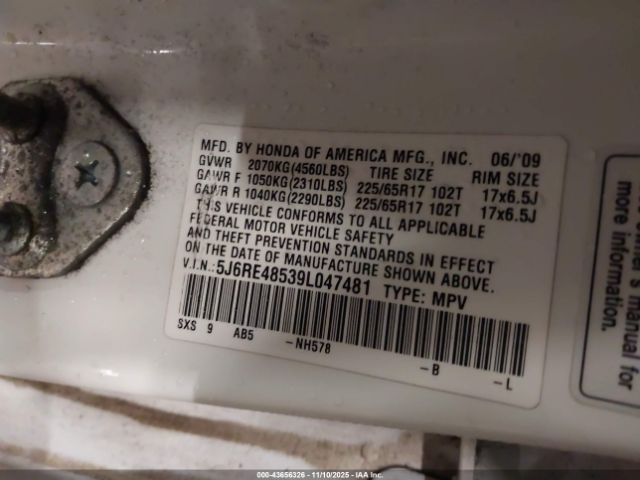 MFD. BY HONDA OF AMERICA MFG., INC. 06/'09
GVWR 2070KG(4560LBS) TIRE SIZE RIM SIZE
GAWR F 1050KG(2310LBS) 225/65R17 102T 17x6.5J
GAWR R 1040KG(2290LBS) 225/65R17 102T 17x6.5J
THIS VEHICLE CONFORMS TO ALL APPLICABLE
FEDERAL MOTOR VEHICLE SAFETY
AND THEFT PREVENTION STANDARDS IN EFFECT
ON THE DATE OF MANUFACTURE SHOWN ABOVE.
V.I.N.: 5J6RE48539L047481 TYPE: MPV
SXS 9 AB5 -NH578 -B -L
manual for
more information.
000-43656326 - 11/10/2025 - IAA Inc.